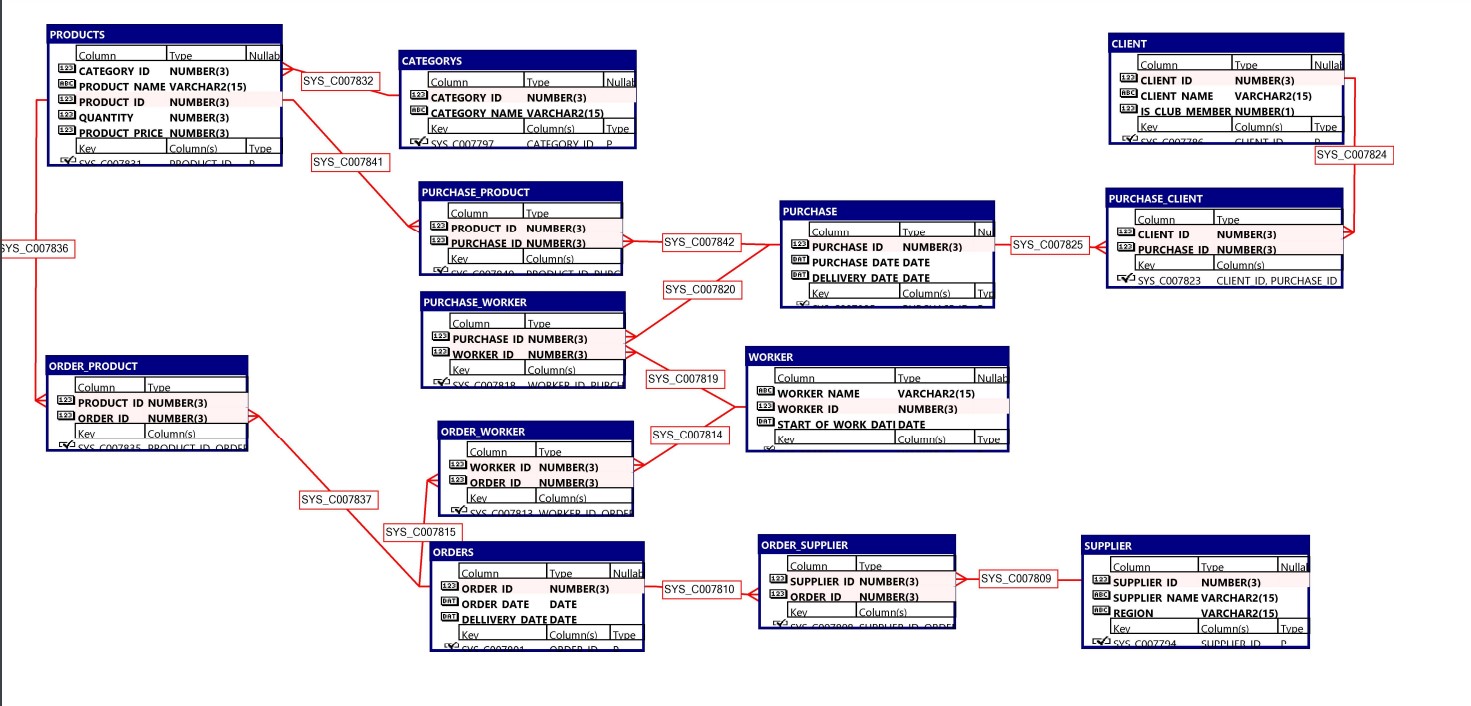 PRODUCTS
Column Type Nullab
CATEGORY ID NUMBER(3)
PRODUCT NAME VARCHAR2(15)
PRODUCT ID NUMBER(3)
QUANTITY NUMBER(3)
PRODUCT PRICE NUMBER(3)
Key Column(s) Type
SYS_C007831 PRODUCT_ID P
SYS_C007832
CATEGORYS
Column Type Nullab
CATEGORY ID NUMBER(3)
CATEGORY NAME VARCHAR2(15)
Key Column(s) Type
SYS_C007797 CATEGORY_ID P
CLIENT
Column Type Nullab
CLIENT ID NUMBER(3)
CLIENT NAME VARCHAR2(15)
IS CLUB MEMBER NUMBER(1)
Key Column(s) Type
SYS_C007786 CLIENT_ID P
SYS_C007824
SYS_C007841
PURCHASE_PRODUCT
Column Type
PRODUCT ID NUMBER(3)
PURCHASE ID NUMBER(3)
Key Column(s)
SYS_C007840 PRODUCT_ID, PURC
SYS_C007842
PURCHASE
Column Type Nul
PURCHASE ID NUMBER(3)
PURCHASE DATE DATE
DELLIVERY DATE DATE
Key Column(s) Typ
SYS_C007825
PURCHASE_CLIENT
Column Type
CLIENT ID NUMBER(3)
PURCHASE ID NUMBER(3)
Key Column(s)
SYS_C007823 CLIENT_ID, PURCHASE_ID
SYS_C007836
SYS_C007820
PURCHASE_WORKER
Column Type
PURCHASE ID NUMBER(3)
WORKER ID NUMBER(3)
Key Column(s)
SYS_C007818 WORKER_ID, PURCH
SYS_C007819
WORKER
Column Type Nullab
WORKER NAME VARCHAR2(15)
WORKER ID NUMBER(3)
START OF WORK DATI DATE
Key Column(s) Type
ORDER_PRODUCT
Column Type
PRODUCT ID NUMBER(3)
ORDER ID NUMBER(3)
Key Column(s)
SYS_C007835 PRODUCT_ID, ORDER
SYS_C007814
ORDER_WORKER
Column Type
WORKER ID NUMBER(3)
ORDER ID NUMBER(3)
Key Column(s)
SYS_C007813 WORKER_ID, ORDER
SYS_C007837
SYS_C007815
ORDERS
Column Type Nullab
ORDER ID NUMBER(3)
ORDER DATE DATE
DELLIVERY DATE DATE
Key Column(s) Type
ORDER_ID P
SYS_C007810
ORDER_SUPPLIER
Column Type
SUPPLIER ID NUMBER(3)
ORDER ID NUMBER(3)
Key Column(s)
SYS_C007808 SUPPLIER_ID, ORDER
SYS_C007809
SUPPLIER
Column Type Nullab
SUPPLIER ID NUMBER(3)
SUPPLIER NAME VARCHAR2(15)
REGION VARCHAR2(15)
Key Column(s) Type
SYS_C007794 SUPPLIER_ID P